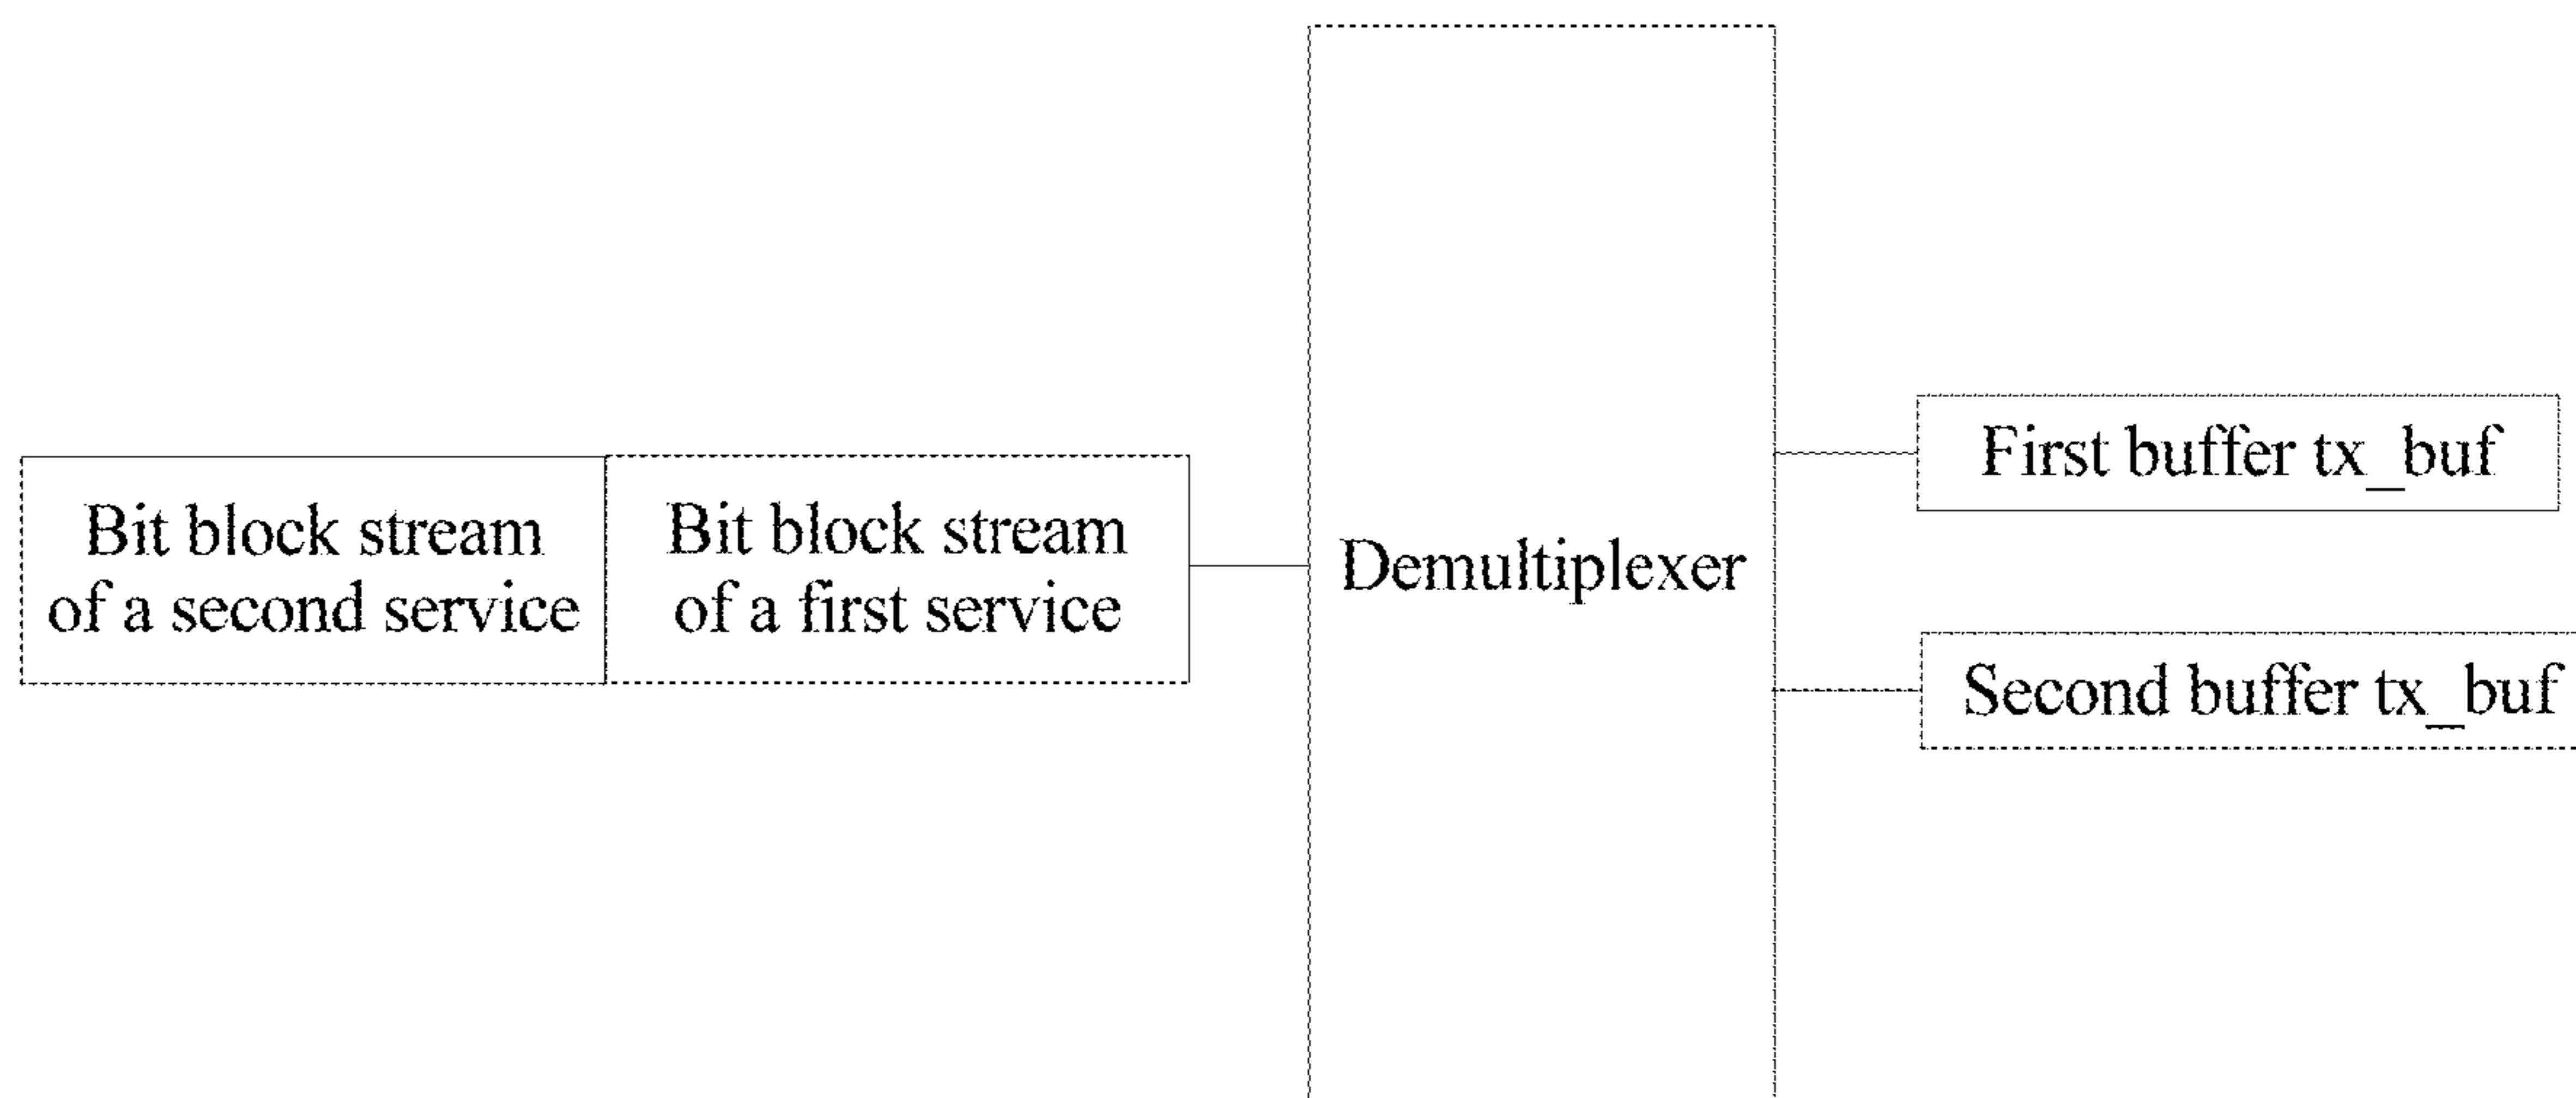 Bit block stream
of a second service
Bit block stream
of a first service
Demultiplexer
First buffer tx_buf
Second buffer tx_buf